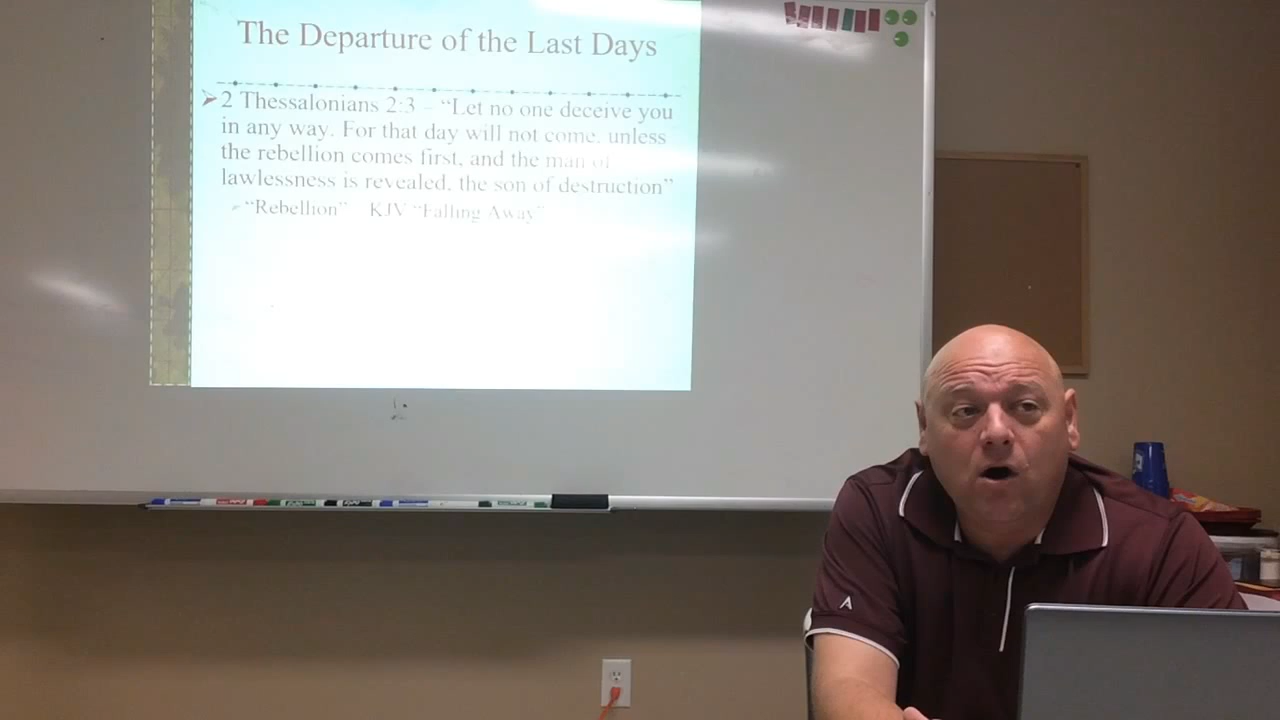 The Departure of the Last Days
2 Thessalonians 2:3 – “Let no one deceive you
in any way. For that day will not come, unless
the rebellion comes first, and the man of
lawlessness is revealed, the son of destruction”
“Rebellion” – KJV “Falling Away”
A